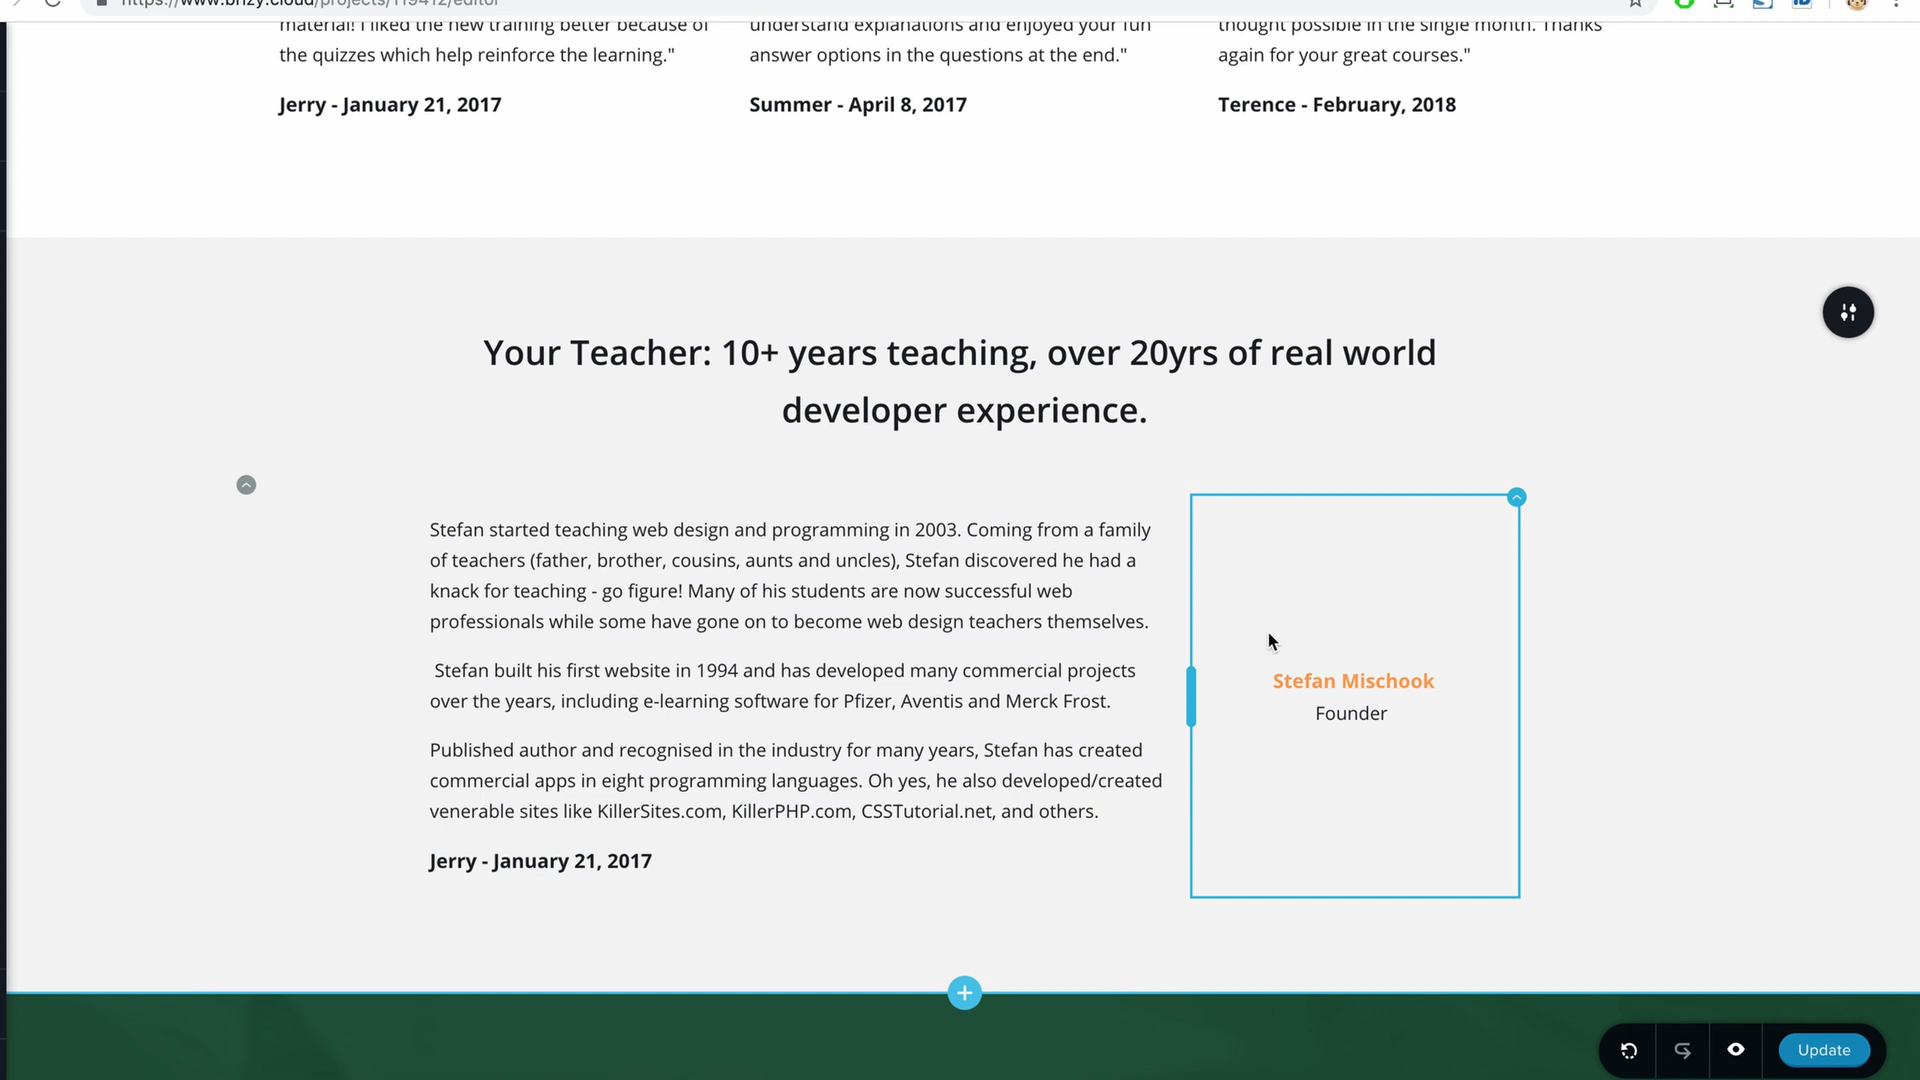 https://www.brizy.cloud/projects/119412/editor
material! I liked the new training better because of
the quizzes which help reinforce the learning."
Jerry - January 21, 2017
understand explanations and enjoyed your fun
answer options in the questions at the end."
Summer - April 8, 2017
thought possible in the single month. Thanks
again for your great courses."
Terence - February, 2018
Your Teacher: 10+ years teaching, over 20yrs of real world
developer experience.
Stefan started teaching web design and programming in 2003. Coming from a family
of teachers (father, brother, cousins, aunts and uncles), Stefan discovered he had a
knack for teaching - go figure! Many of his students are now successful web
professionals while some have gone on to become web design teachers themselves.
Stefan built his first website in 1994 and has developed many commercial projects
over the years, including e-learning software for Pfizer, Aventis and Merck Frost.
Published author and recognised in the industry for many years, Stefan has created
commercial apps in eight programming languages. Oh yes, he also developed/created
venerable sites like KillerSites.com, KillerPHP.com, CSSTutorial.net, and others.
Jerry - January 21, 2017
Stefan Mischook
Founder
Update